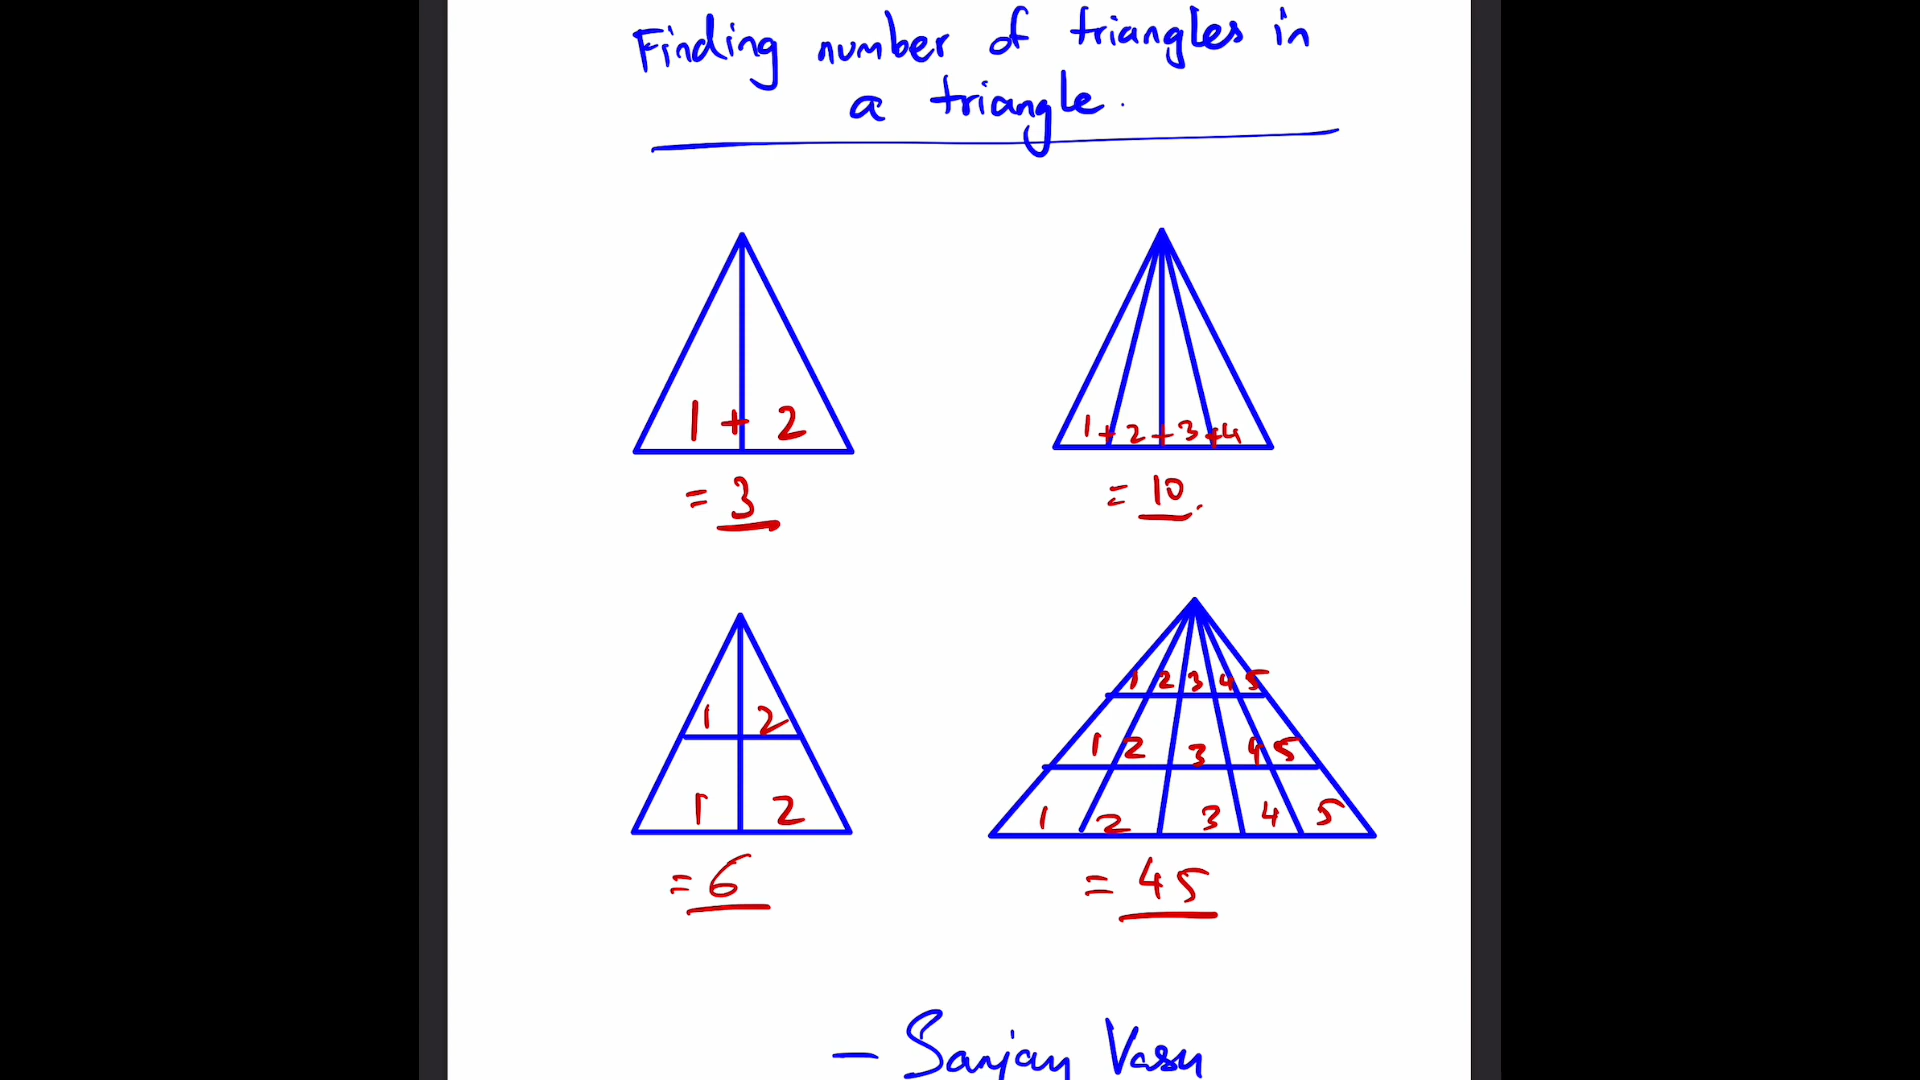 Finding number of triangles in
a triangle.
1 + 2
= 3
1 + 2 + 3 + 4
= 10.
1 2
1 2
= 6
1 2 3 4 5
1 2 3 4 5
1 2 3 4 5
= 45
- Sanjay Vasu